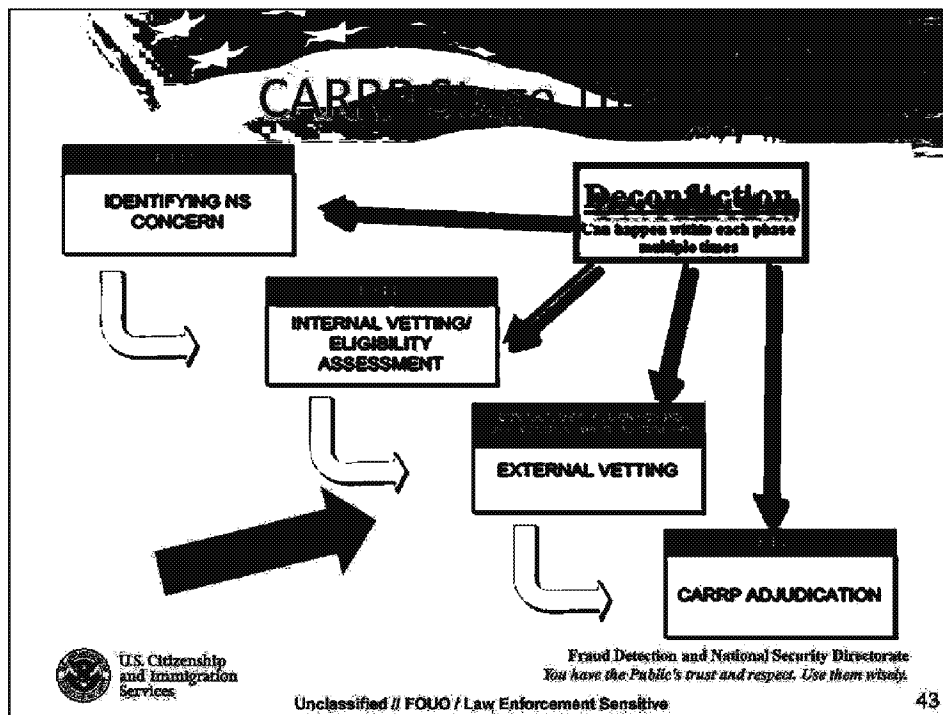 CARRP
IDENTIFYING NS
CONCERN
Deconfliction
Can happen within each phase
multiple times
INTERNAL VETTING/
ELIGIBILITY
ASSESSMENT
EXTERNAL VETTING
CARRP ADJUDICATION
U.S. Citizenship
and Immigration
Services
Fraud Detection and National Security Directorate
You have the Public's trust and respect. Use them wisely.
Unclassified // FOUO / Law Enforcement Sensitive
43